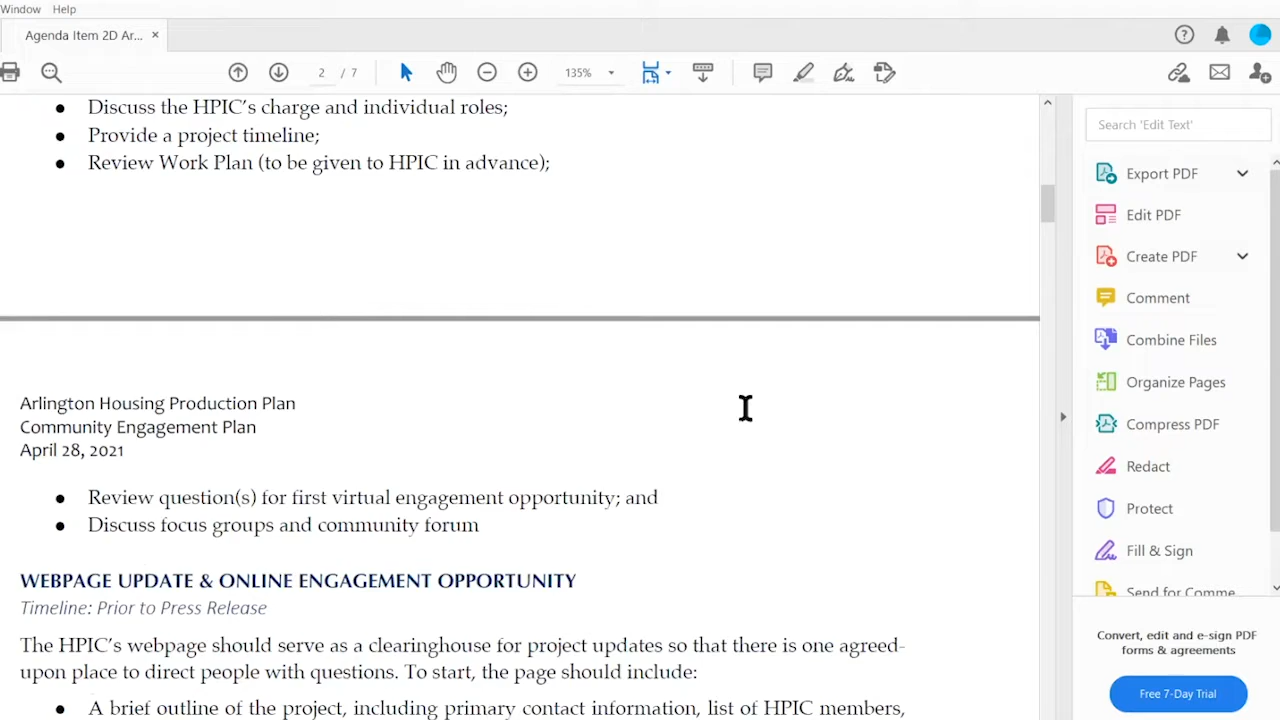 Window Help
Agenda Item 2D Ar... ×
2 / 7 135%
• Discuss the HPIC's charge and individual roles;
• Provide a project timeline;
• Review Work Plan (to be given to HPIC in advance);
Arlington Housing Production Plan
Community Engagement Plan
April 28, 2021
• Review question(s) for first virtual engagement opportunity; and
• Discuss focus groups and community forum
WEBPAGE UPDATE & ONLINE ENGAGEMENT OPPORTUNITY
Timeline: Prior to Press Release
The HPIC's webpage should serve as a clearinghouse for project updates so that there is one agreed-
upon place to direct people with questions. To start, the page should include:
• A brief outline of the project, including primary contact information, list of HPIC members,
Search 'Edit Text'
Export PDF
Edit PDF
Create PDF
Comment
Combine Files
Organize Pages
Compress PDF
Redact
Protect
Fill & Sign
Send for Comme
Convert, edit and e-sign PDF
forms & agreements
Free 7-Day Trial